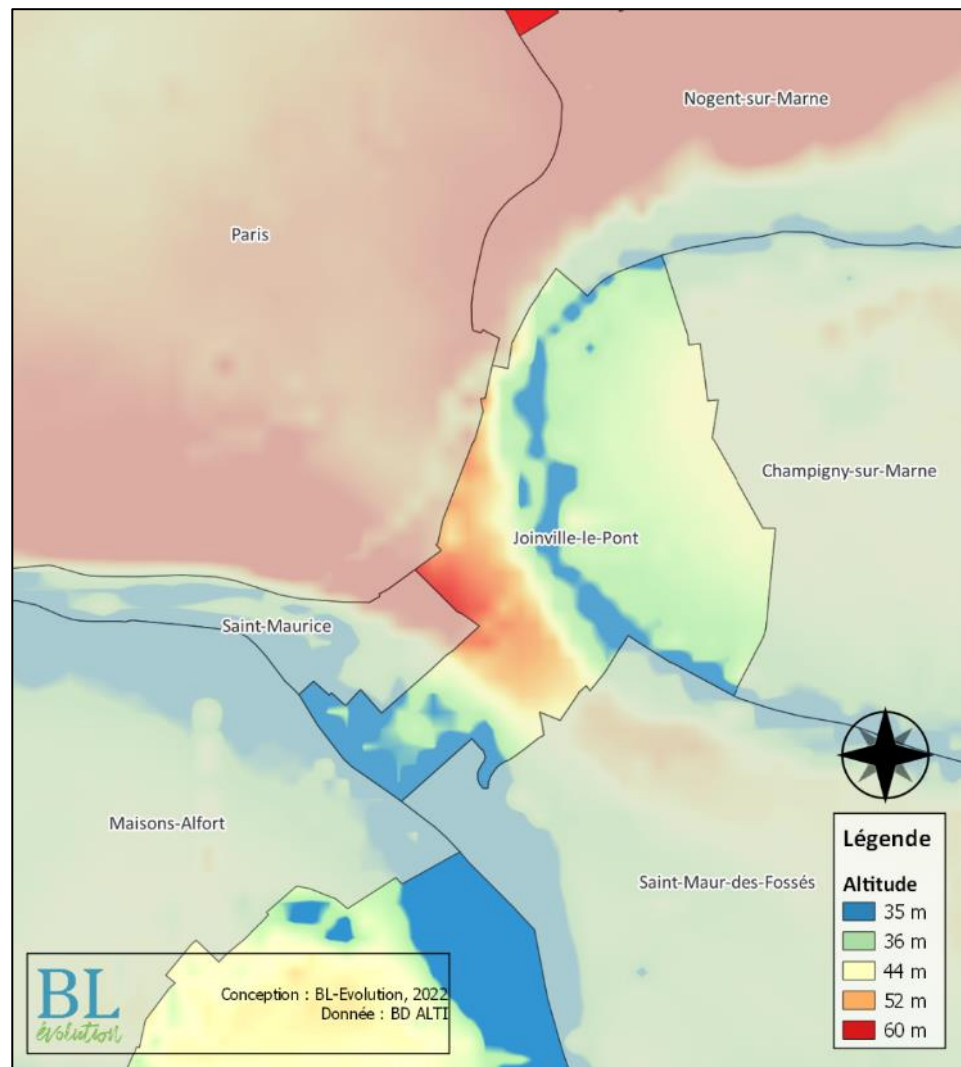 Nogent-sur-Marne
Paris
Champigny-sur-Marne
Joinville-le-Pont
Saint-Maurice
Maisons-Alfort
Saint-Maur-des-Fossés
Légende
Altitude
35 m
36 m
44 m
52 m
60 m
BL
évolution
Conception : BL-Evolution, 2022
Donnée : BD ALTI